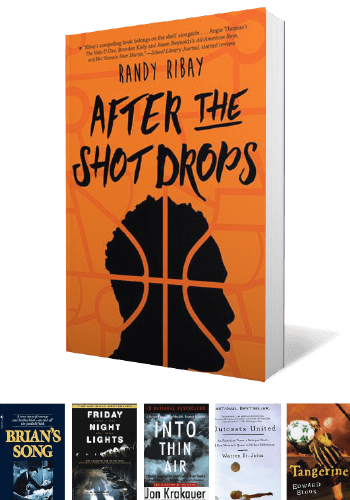 "Ribay's compelling book belongs on the shelf alongside . . . Angie Thomas's
The Hate U Give, Brendan Kiely and Jason Reynolds's All-American Boys,
and Nic Stone's Dear Martin." —School Library Journal, starred review
RANDY RIBAY
AFTER THE
SHOT DROPS
BRIAN'S
SONG
FRIDAY
NIGHT
LIGHTS
#1 NATIONAL BESTSELLER
INTO
THIN
AIR
Jon Krakauer
NATIONAL BESTSELLER
Outcasts United
Warren St. John
Tangerine
EDWARD
BLOOR